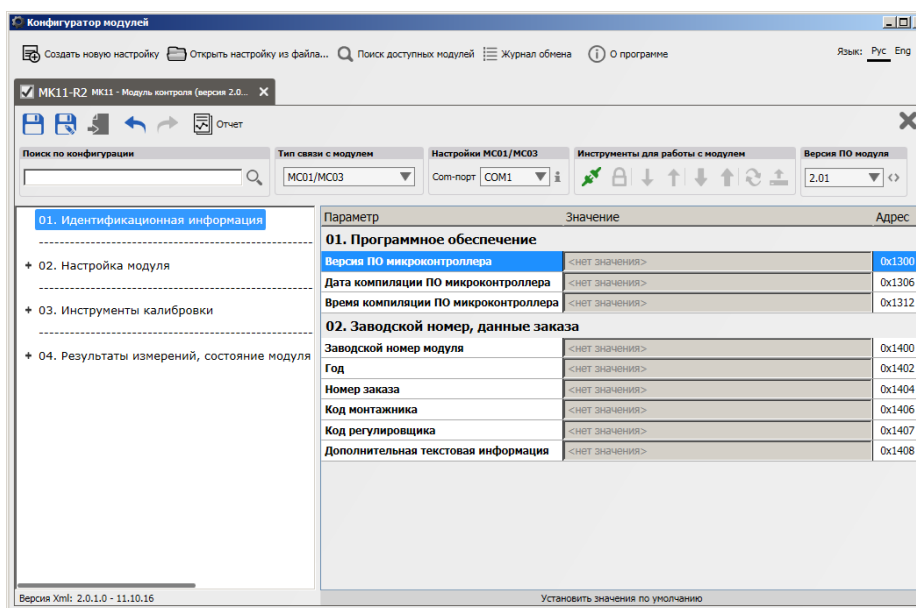 Конфигуратор модулей
Создать новую настройку Открыть настройку из файла... Поиск доступных модулей Журнал обмена О программе Язык: Рус Eng
МК11-R2 МК11 - Модуль контроля (версия 2.0...
Отчет
Поиск по конфигурации Тип связи с модулем Настройки МС01/МС03 Инструменты для работы с модулем Версия ПО модуля
МС01/МС03 Com-порт COM1 2.01
01. Идентификационная информация
+ 02. Настройка модуля
+ 03. Инструменты калибровки
+ 04. Результаты измерений, состояние модуля
Параметр Значение Адрес
01. Программное обеспечение
Версия ПО микроконтроллера <нет значения> 0x1300
Дата компиляции ПО микроконтроллера <нет значения> 0x1306
Время компиляции ПО микроконтроллера <нет значения> 0x1312
02. Заводской номер, данные заказа
Заводской номер модуля <нет значения> 0x1400
Год <нет значения> 0x1402
Номер заказа <нет значения> 0x1404
Код монтажника <нет значения> 0x1406
Код регулировщика <нет значения> 0x1407
Дополнительная текстовая информация <нет значения> 0x1408
Версия Xml: 2.0.1.0 - 11.10.16 Установить значения по умолчанию